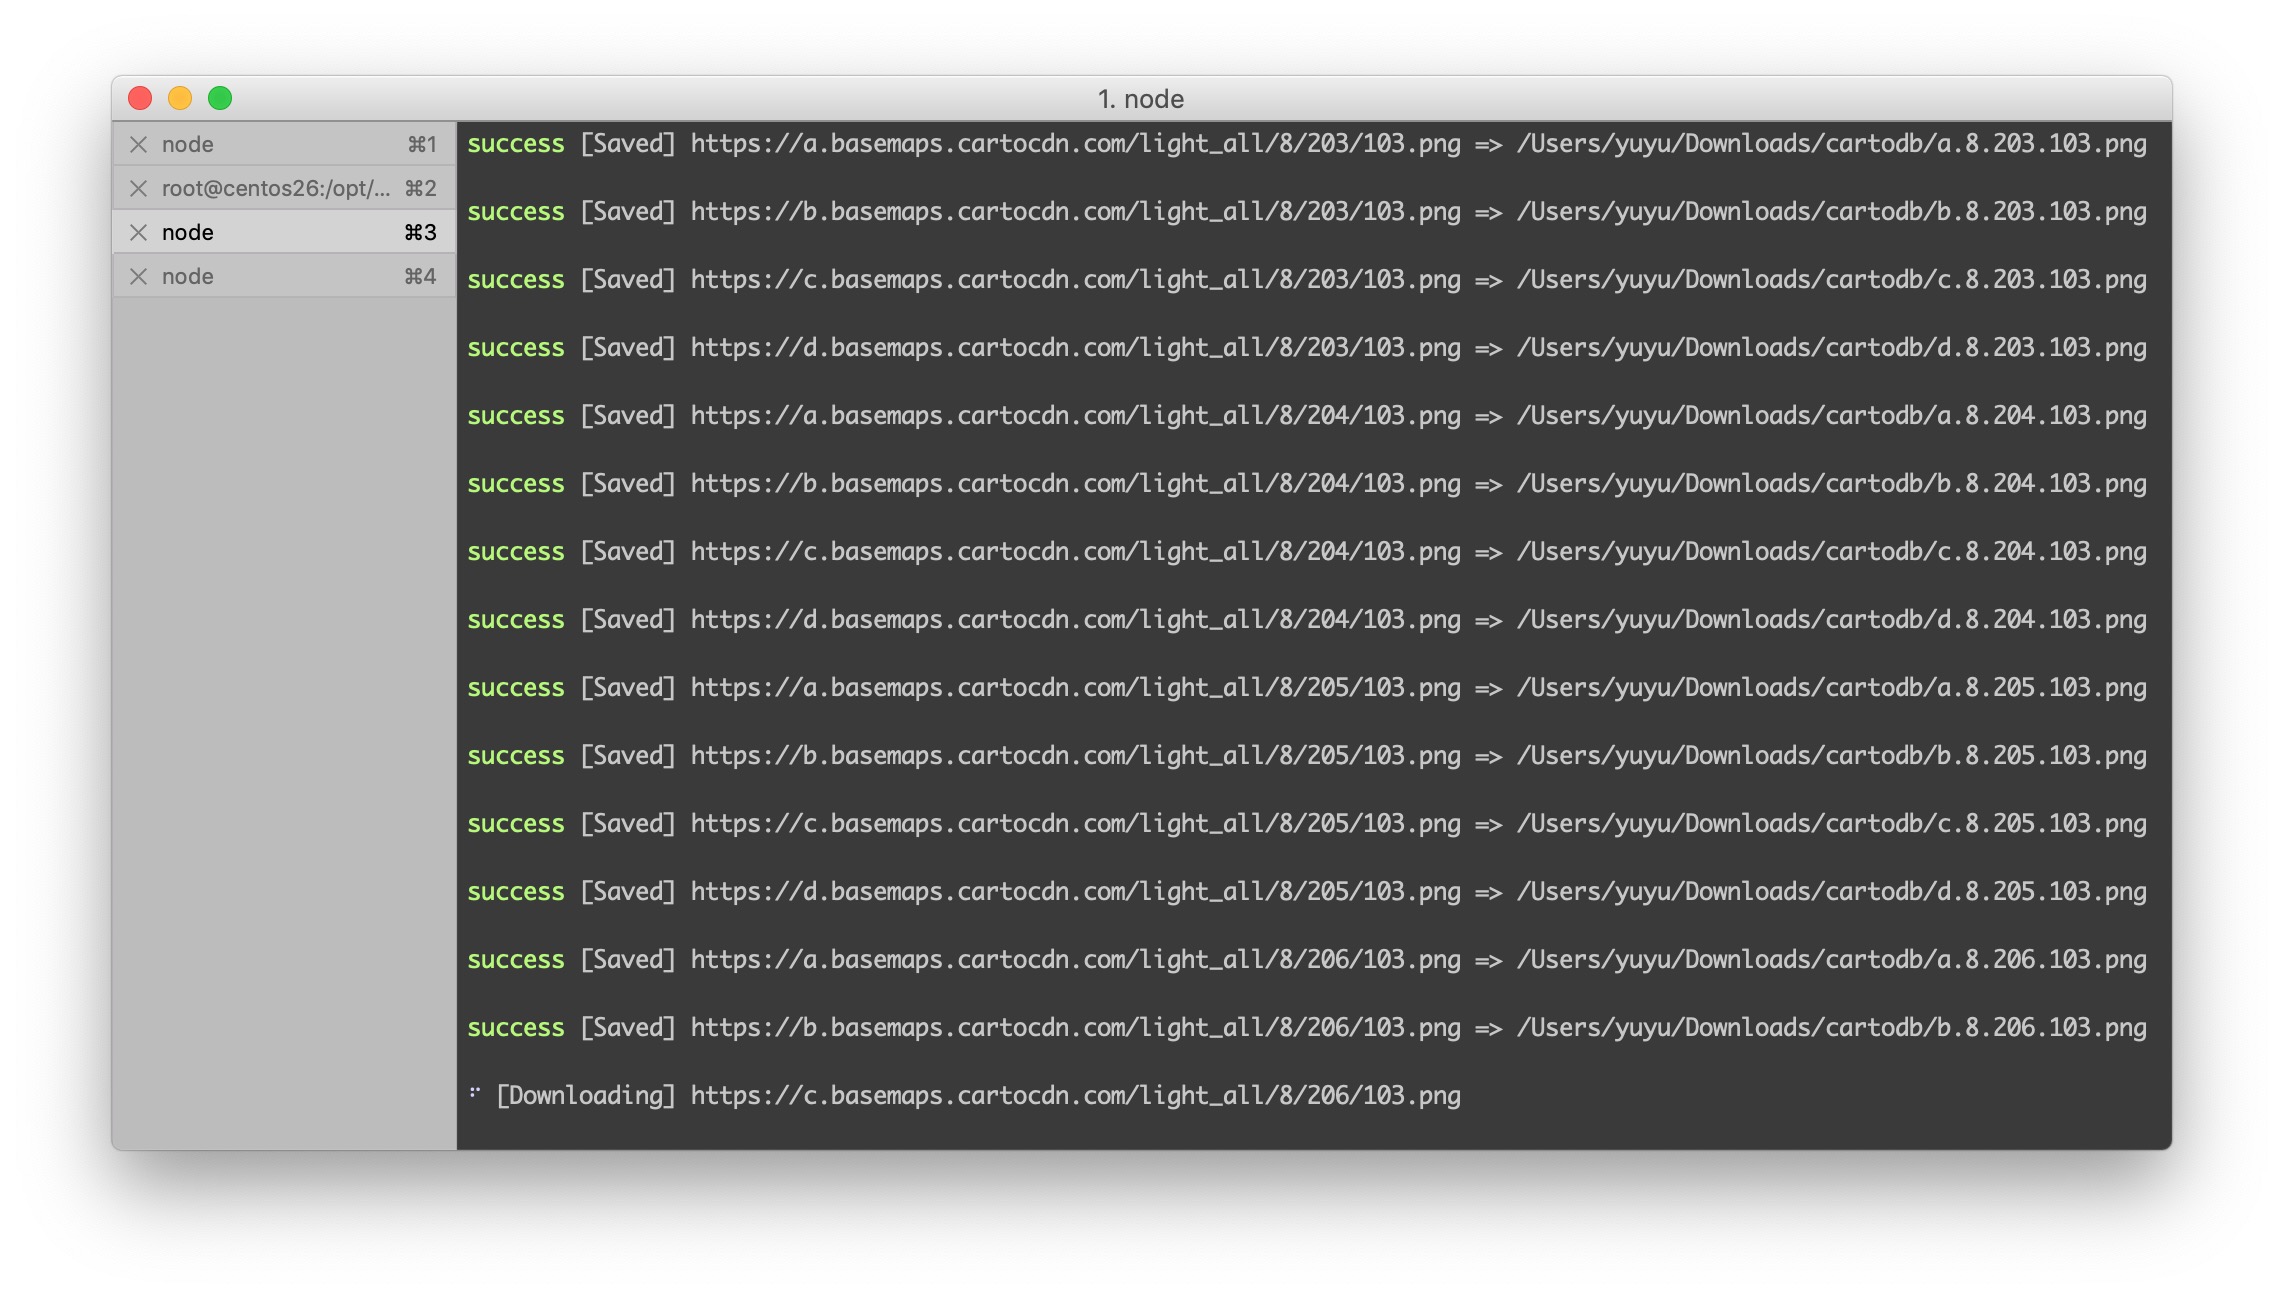 1. node
node ⌘1
root@centos26:/opt/... ⌘2
node ⌘3
node ⌘4
success [Saved] https://a.basemaps.cartocdn.com/light_all/8/203/103.png => /Users/yuyu/Downloads/cartodb/a.8.203.103.png
success [Saved] https://b.basemaps.cartocdn.com/light_all/8/203/103.png => /Users/yuyu/Downloads/cartodb/b.8.203.103.png
success [Saved] https://c.basemaps.cartocdn.com/light_all/8/203/103.png => /Users/yuyu/Downloads/cartodb/c.8.203.103.png
success [Saved] https://d.basemaps.cartocdn.com/light_all/8/203/103.png => /Users/yuyu/Downloads/cartodb/d.8.203.103.png
success [Saved] https://a.basemaps.cartocdn.com/light_all/8/204/103.png => /Users/yuyu/Downloads/cartodb/a.8.204.103.png
success [Saved] https://b.basemaps.cartocdn.com/light_all/8/204/103.png => /Users/yuyu/Downloads/cartodb/b.8.204.103.png
success [Saved] https://c.basemaps.cartocdn.com/light_all/8/204/103.png => /Users/yuyu/Downloads/cartodb/c.8.204.103.png
success [Saved] https://d.basemaps.cartocdn.com/light_all/8/204/103.png => /Users/yuyu/Downloads/cartodb/d.8.204.103.png
success [Saved] https://a.basemaps.cartocdn.com/light_all/8/205/103.png => /Users/yuyu/Downloads/cartodb/a.8.205.103.png
success [Saved] https://b.basemaps.cartocdn.com/light_all/8/205/103.png => /Users/yuyu/Downloads/cartodb/b.8.205.103.png
success [Saved] https://c.basemaps.cartocdn.com/light_all/8/205/103.png => /Users/yuyu/Downloads/cartodb/c.8.205.103.png
success [Saved] https://d.basemaps.cartocdn.com/light_all/8/205/103.png => /Users/yuyu/Downloads/cartodb/d.8.205.103.png
success [Saved] https://a.basemaps.cartocdn.com/light_all/8/206/103.png => /Users/yuyu/Downloads/cartodb/a.8.206.103.png
success [Saved] https://b.basemaps.cartocdn.com/light_all/8/206/103.png => /Users/yuyu/Downloads/cartodb/b.8.206.103.png
⠋ [Downloading] https://c.basemaps.cartocdn.com/light_all/8/206/103.png